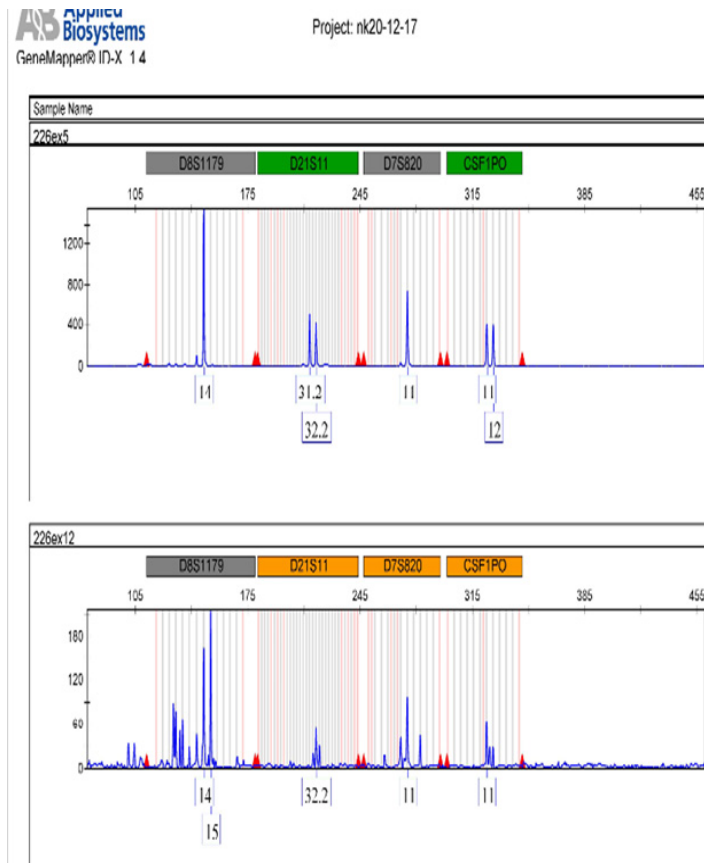 AB Applied
Biosystems
Project: nk20-12-17
GeneMapper® ID-X 1.4
Sample Name
226ex5
D8S1179 D21S11 D7S820 CSF1PO
105 175 245 315 385 455
1200
800
400
0
14 31.2 11 11
32.2 12
226ex12
D8S1179 D21S11 D7S820 CSF1PO
105 175 245 315 385 455
180
120
60
0
14 32.2 11 11
15